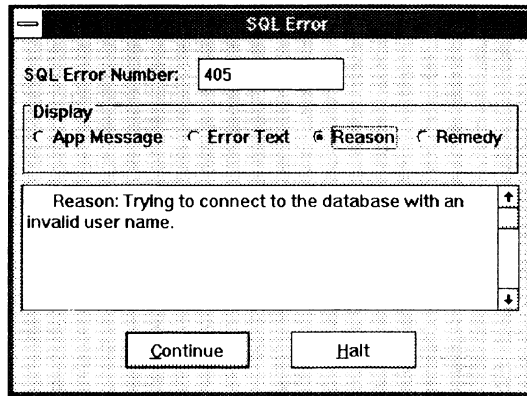 SQL Error
SQL Error Number: 405
Display
App Message Error Text Reason Remedy
Reason: Trying to connect to the database with an
invalid user name.
Continue Halt